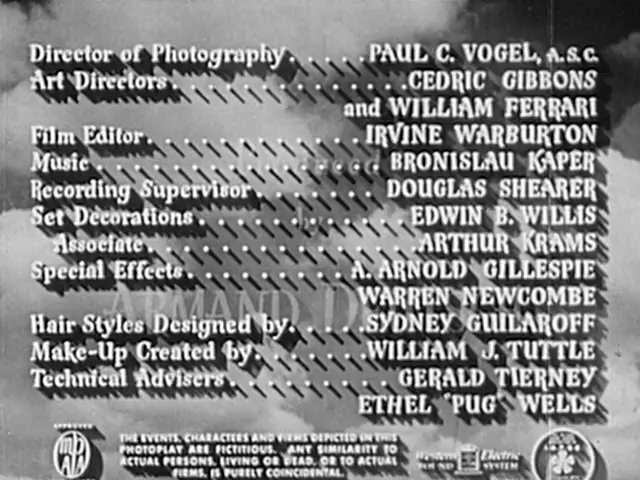 Director of Photography. . . . . PAUL C. VOGEL, A.S.C.
Art Directors. . . . . . . . . . . . . CEDRIC GIBBONS
and WILLIAM FERRARI
Film Editor. . . . . . . . . . . . IRVINE WARBURTON
Music . . . . . . . . . . . . . . . . BRONISLAU KAPER
Recording Supervisor. . . . . . . DOUGLAS SHEARER
Set Decorations . . . . . . . . . . . EDWIN B. WILLIS
Associate. . . . . . . . . . . . . . . ARTHUR KRAMS
Special Effects. . . . . . . . . A. ARNOLD GILLESPIE
WARREN NEWCOMBE
ARMAND
Hair Styles Designed by. . . . . SYDNEY GUILAROFF
Make-Up Created by. . . . . . . WILLIAM J. TUTTLE
Technical Advisers. . . . . . . . . . GERALD TIERNEY
ETHEL "PUG" WELLS
APPROVED
THE EVENTS, CHARACTERS AND FIRMS DEPICTED IN THIS
PHOTOPLAY ARE FICTITIOUS. ANY SIMILARITY TO
ACTUAL PERSONS, LIVING OR DEAD, OR TO ACTUAL
FIRMS, IS PURELY COINCIDENTAL.
Western Electric
SOUND SYSTEM